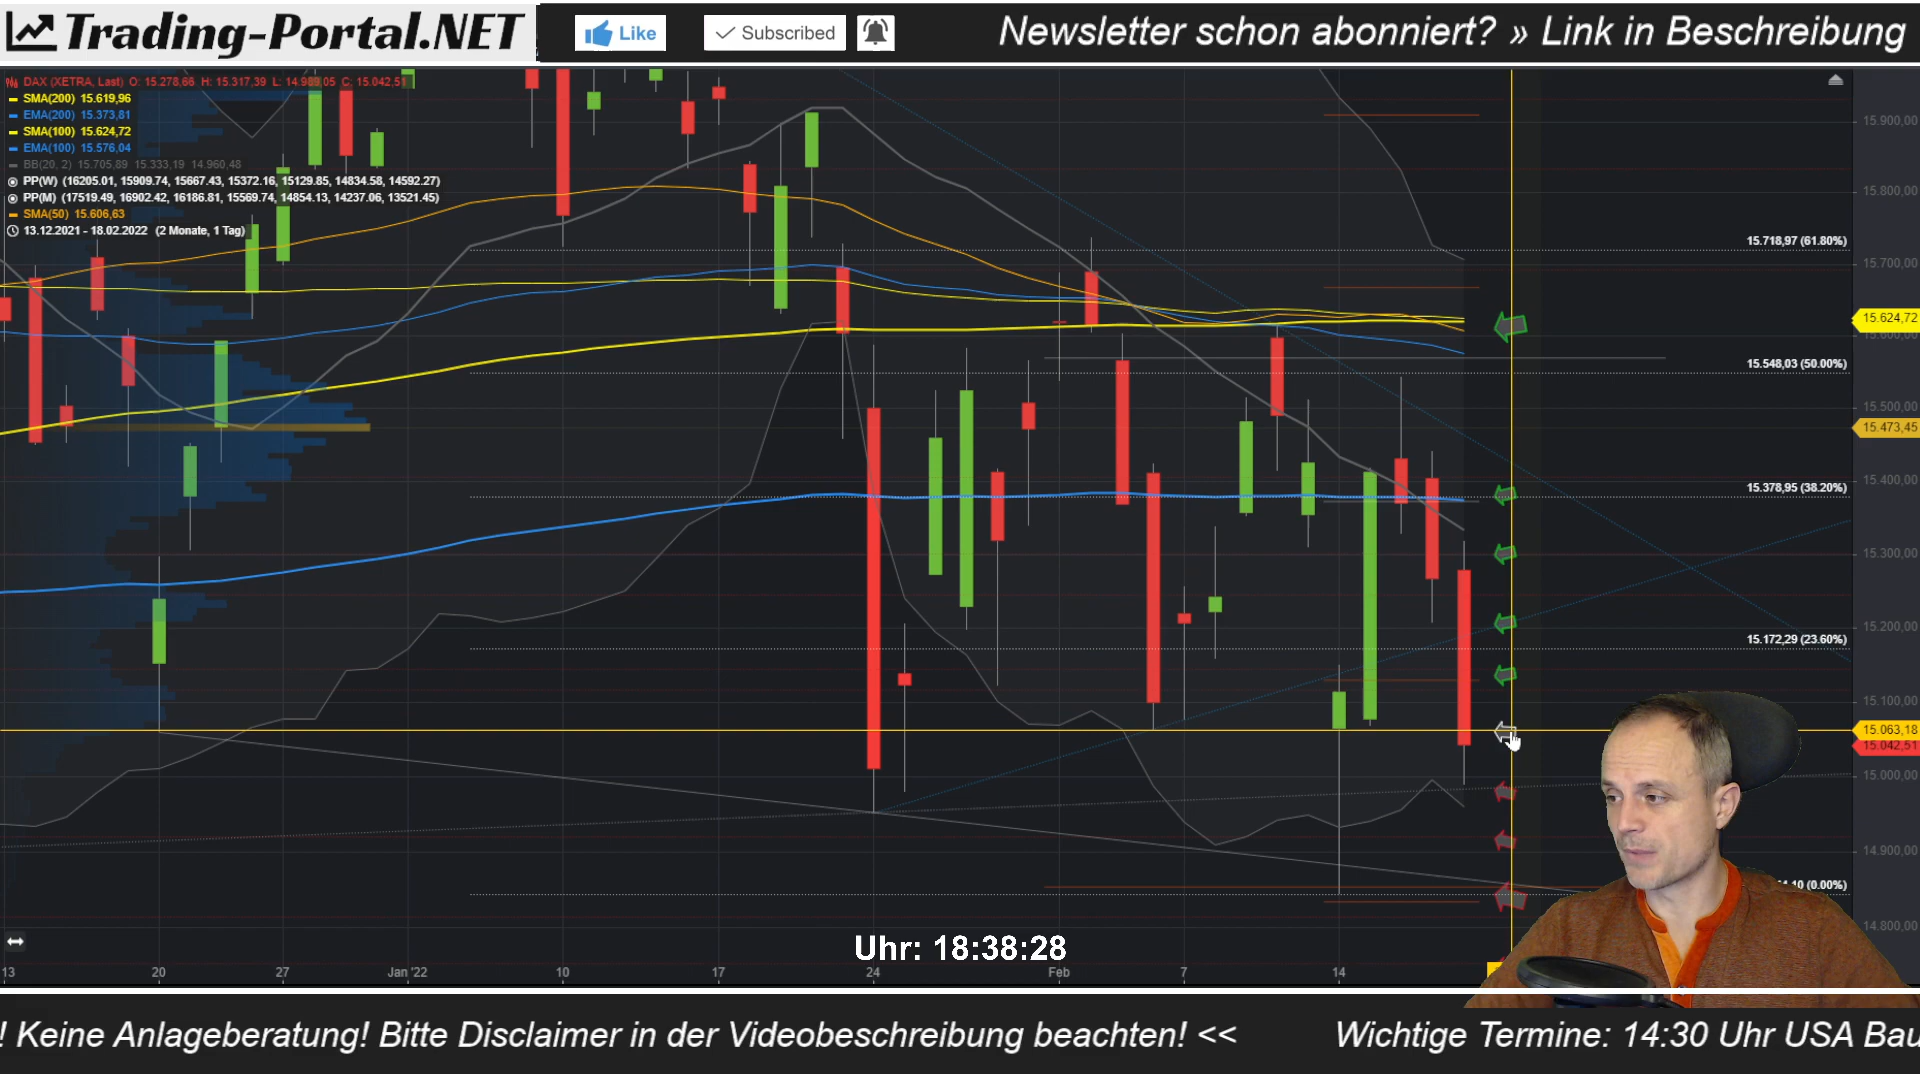 Trading-Portal.NET
Like
Subscribed
Newsletter schon abonniert? » Link in Beschreibung
DAX (XETRA, Last) O: 15.278,66 H: 15.317,39 L: 14.989,05 C: 15.042,51
SMA(200) 15.619,96
EMA(200) 15.373,81
SMA(100) 15.624,72
EMA(100) 15.576,04
BB(20, 2) 15.705,89 15.333,19 14.960,48
PP(W) (16205.01, 15909.74, 15667.43, 15372.16, 15129.85, 14834.58, 14592.27)
PP(M) (17519.49, 16902.42, 16186.81, 15569.74, 14854.13, 14237.06, 13521.45)
SMA(50) 15.606,63
13.12.2021 - 18.02.2022 (2 Monate, 1 Tag)
15.900,00
15.800,00
15.718,97 (61.80%)
15.700,00
15.624,72
15.600,00
15.548,03 (50.00%)
15.500,00
15.473,45
15.400,00
15.378,95 (38.20%)
15.300,00
15.200,00
15.172,29 (23.60%)
15.100,00
15.063,18
15.042,51
15.000,00
14.900,00
10 (0.00%)
14.800,00
Uhr: 18:38:28
13 20 27 Jan '22 10 17 24 Feb 7 14
! Keine Anlageberatung! Bitte Disclaimer in der Videobeschreibung beachten! << Wichtige Termine: 14:30 Uhr USA Bau